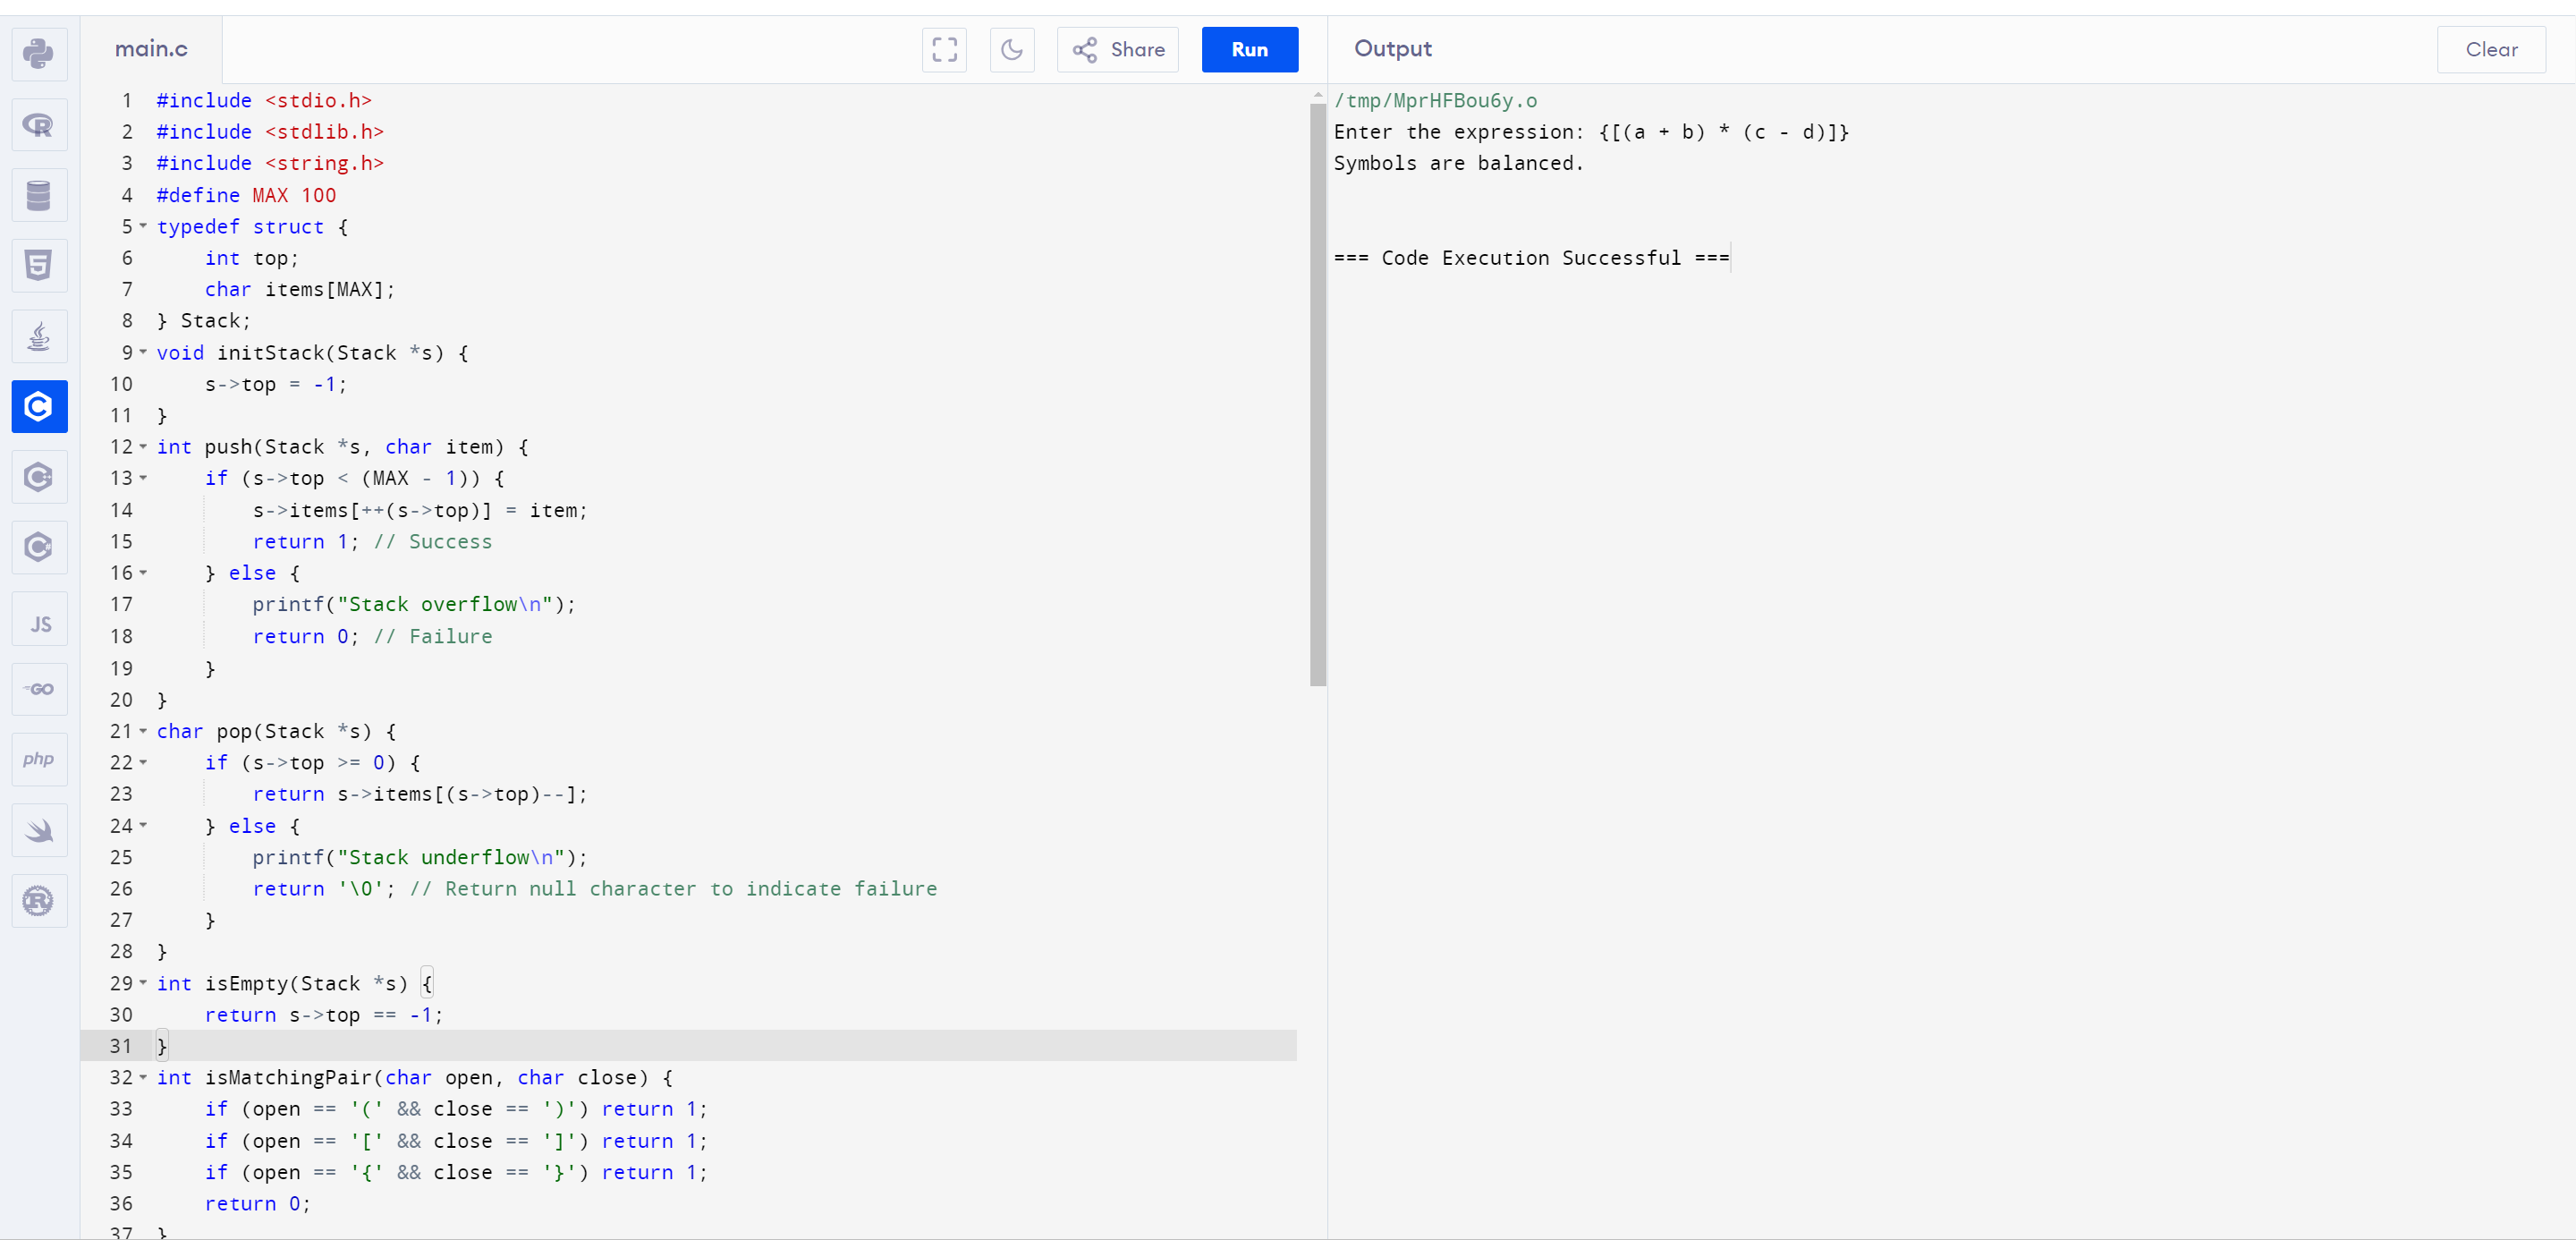 main.c
Share
Run
Output
Clear
JS
GO
php
1 #include <stdio.h>
2 #include <stdlib.h>
3 #include <string.h>
4 #define MAX 100
5 typedef struct {
6     int top;
7     char items[MAX];
8 } Stack;
9 void initStack(Stack *s) {
10     s->top = -1;
11 }
12 int push(Stack *s, char item) {
13     if (s->top < (MAX - 1)) {
14         s->items[++(s->top)] = item;
15         return 1; // Success
16     } else {
17         printf("Stack overflow\n");
18         return 0; // Failure
19     }
20 }
21 char pop(Stack *s) {
22     if (s->top >= 0) {
23         return s->items[(s->top)--];
24     } else {
25         printf("Stack underflow\n");
26         return '\0'; // Return null character to indicate failure
27     }
28 }
29 int isEmpty(Stack *s) {
30     return s->top == -1;
31 }
32 int isMatchingPair(char open, char close) {
33     if (open == '(' && close == ')') return 1;
34     if (open == '[' && close == ']') return 1;
35     if (open == '{' && close == '}') return 1;
36     return 0;
37 }
/tmp/MprHFBou6y.o
Enter the expression: {[(a + b) * (c - d)]}
Symbols are balanced.
=== Code Execution Successful ===